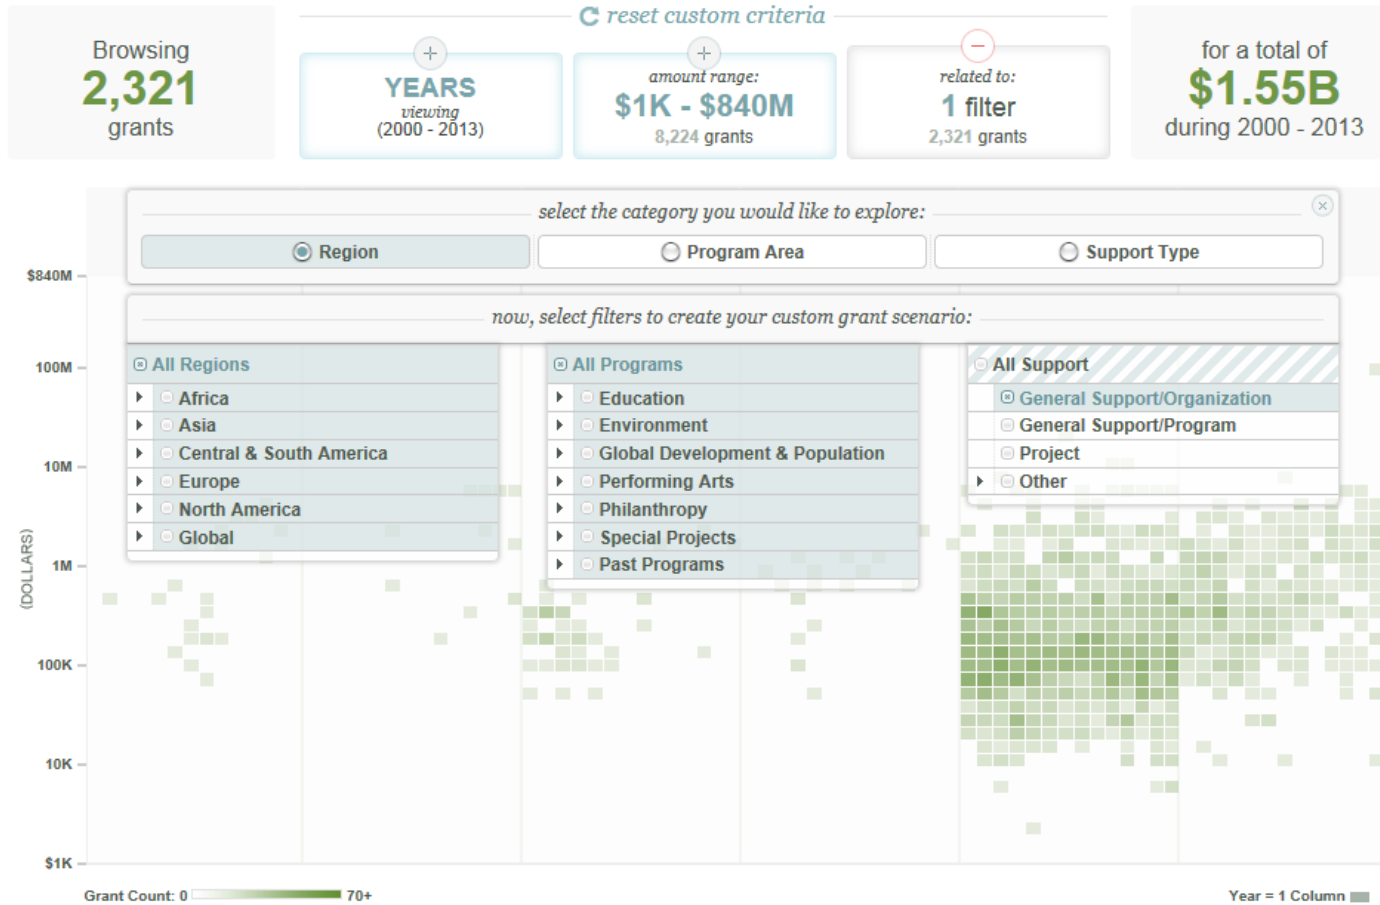 reset custom criteria
Browsing
2,321
grants
YEARS
viewing
(2000 - 2013)
amount range:
$1K - $840M
8,224 grants
related to:
1 filter
2,321 grants
for a total of
$1.55B
during 2000 - 2013
select the category you would like to explore:
Region
Program Area
Support Type
now, select filters to create your custom grant scenario:
All Regions
Africa
Asia
Central & South America
Europe
North America
Global
All Programs
Education
Environment
Global Development & Population
Performing Arts
Philanthropy
Special Projects
Past Programs
All Support
General Support/Organization
General Support/Program
Project
Other
(DOLLARS)
$840M
100M
10M
1M
100K
10K
$1K
Grant Count: 0
70+
Year = 1 Column